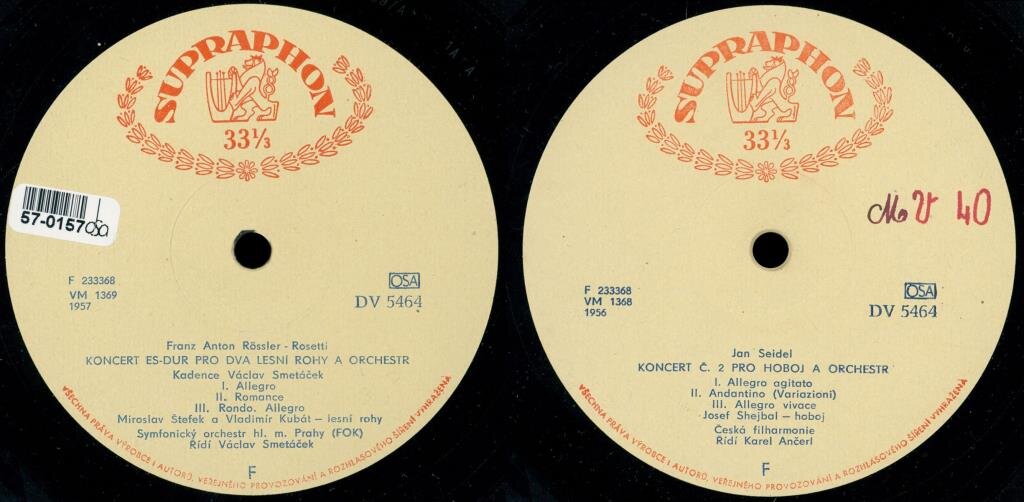 SUPRAPHON
33⅓
57-0157 osa
F 233368
VM 1369
1957
OSA
DV 5464
Franz Anton Rössler - Rosetti
KONCERT ES-DUR PRO DVA LESNÍ ROHY A ORCHESTR
Kadence Václav Smetáček
I. Allegro
II. Romance
III. Rondo. Allegro
Miroslav Štefek a Vladimír Kubát – lesní rohy
Symfonický orchestr hl. m. Prahy (FOK)
Řídí Václav Smetáček
F
VŠECHNA PRÁVA VÝROBCE I AUTORŮ, VEŘEJNÉHO PROVOZOVÁNÍ A ROZHLASOVÉHO ŠÍŘENÍ VYHRAŽENA
SUPRAPHON
33⅓
40
F 233368
VM 1368
1956
OSA
DV 5464
Jan Seidel
KONCERT Č. 2 PRO HOBOJ A ORCHESTR
I. Allegro agitato
II. Andantino (Variazioni)
III. Allegro vivace
Josef Shejbal – hoboj
Česká filharmonie
Řídí Karel Ančerl
F
VŠECHNA PRÁVA VÝROBCE I AUTORŮ, VEŘEJNÉHO PROVOZOVÁNÍ A ROZHLASOVÉHO ŠÍŘENÍ VYHRAŽENA